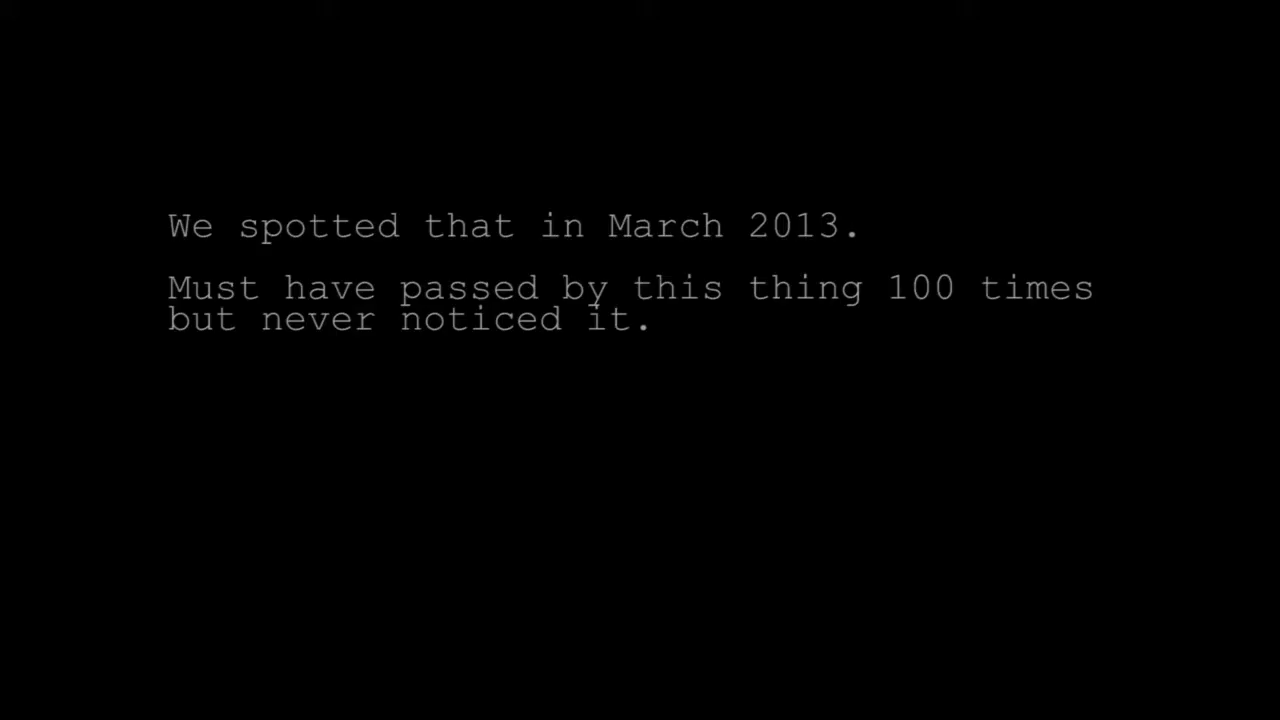 We spotted that in March 2013.
Must have passed by this thing 100 times
but never noticed it.